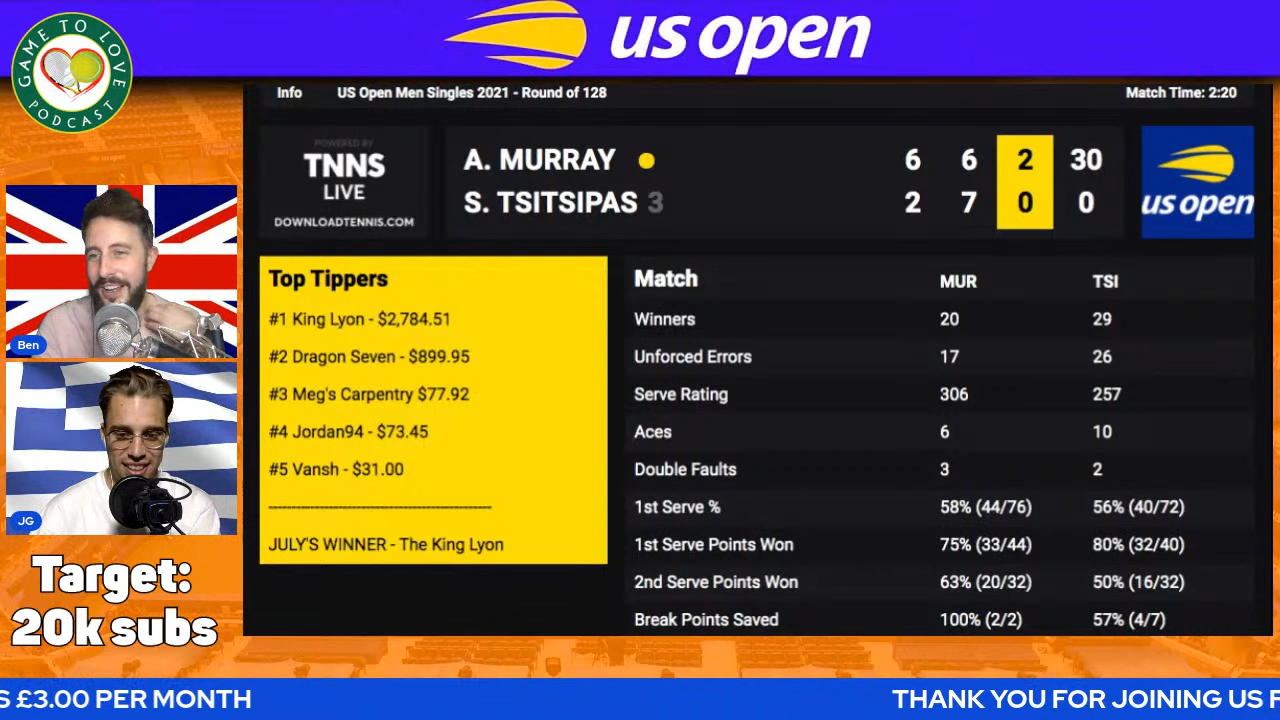 GAME TO LOVE
PODCAST
us open
Info US Open Men Singles 2021 - Round of 128 Match Time: 2:20
POWERED BY
TNNS
LIVE
DOWNLOADTENNIS.COM
A. MURRAY 6 6 2 30
S. TSITSIPAS 3 2 7 0 0
us open
Ben
JG
Target:
20k subs
Top Tippers
#1 King Lyon - $2,784.51
#2 Dragon Seven - $899.95
#3 Meg's Carpentry $77.92
#4 Jordan94 - $73.45
#5 Vansh - $31.00
--------------------------------------------
JULY'S WINNER - The King Lyon
Match MUR TSI
Winners 20 29
Unforced Errors 17 26
Serve Rating 306 257
Aces 6 10
Double Faults 3 2
1st Serve % 58% (44/76) 56% (40/72)
1st Serve Points Won 75% (33/44) 80% (32/40)
2nd Serve Points Won 63% (20/32) 50% (16/32)
Break Points Saved 100% (2/2) 57% (4/7)
S £3.00 PER MONTH THANK YOU FOR JOINING US F